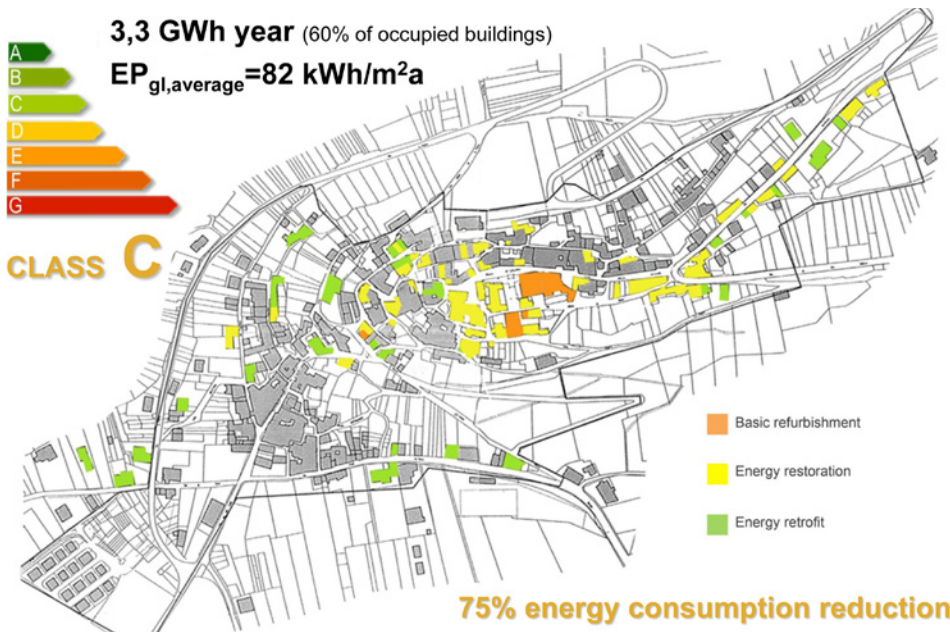 3,3 GWh year (60% of occupied buildings)
EPgl,average=82 kWh/m²a
A
B
C
D
E
F
G
CLASS C
Basic refurbishment
Energy restoration
Energy retrofit
75% energy consumption reduction